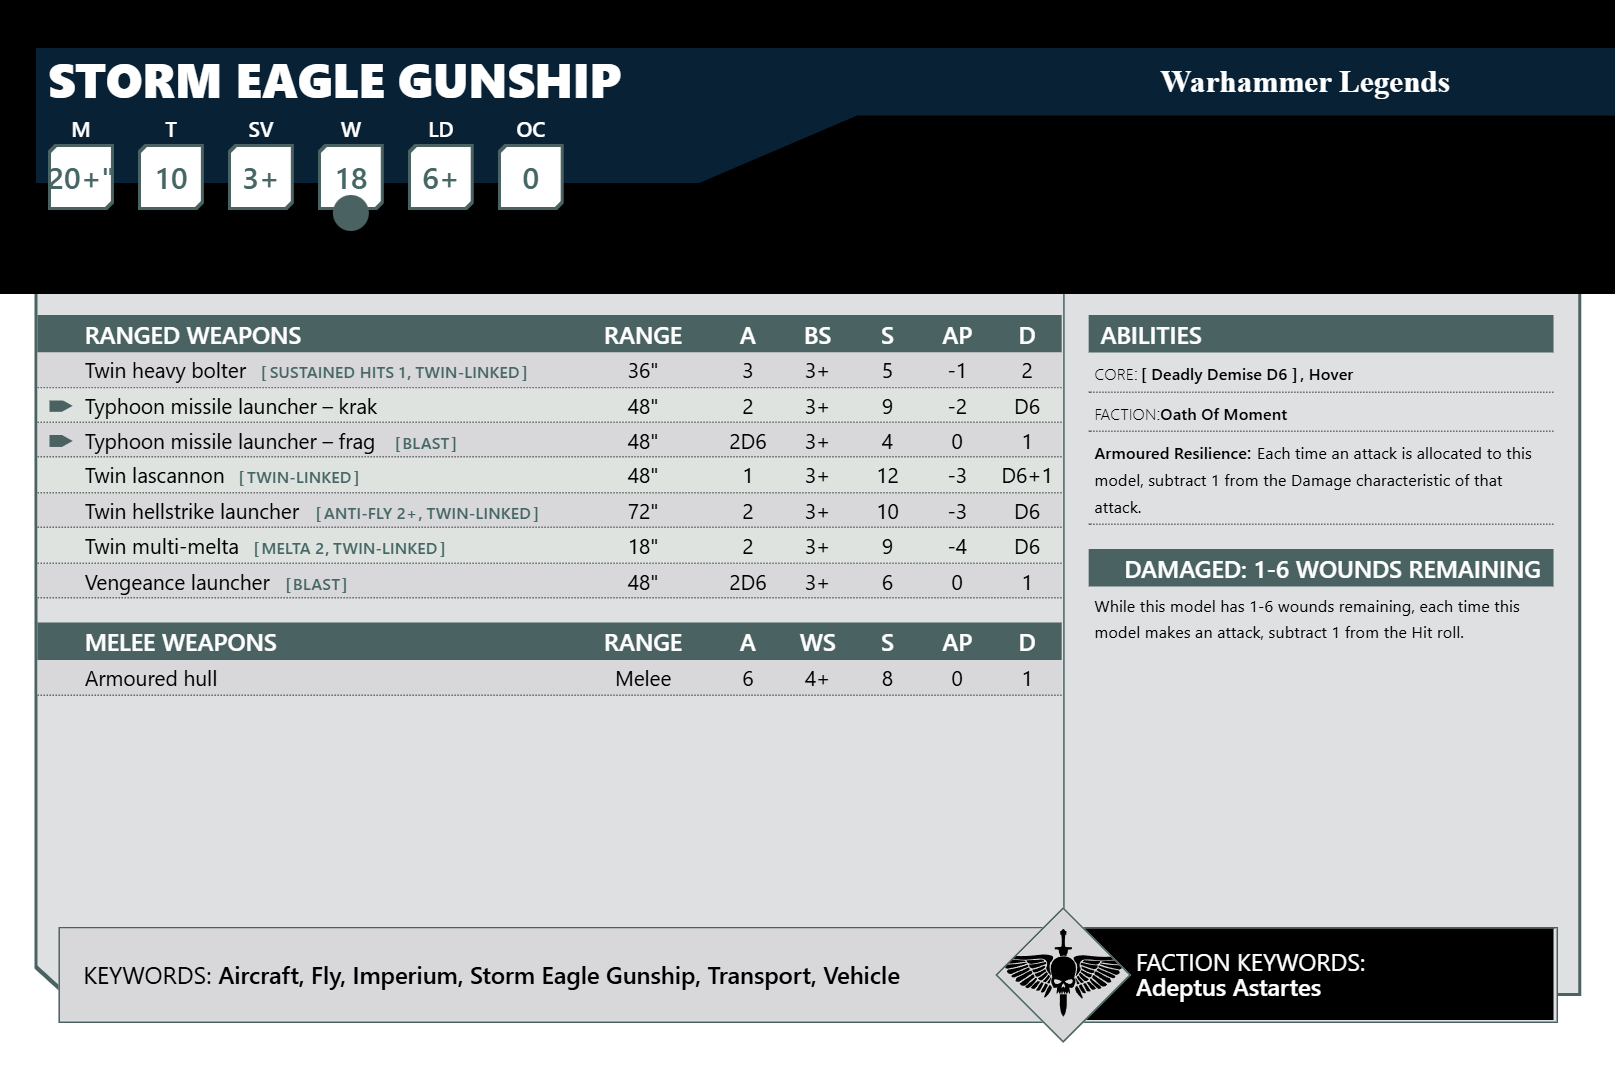 STORM EAGLE GUNSHIP
Warhammer Legends
M T SV W LD OC
20+" 10 3+ 18 6+ 0
RANGED WEAPONS RANGE A BS S AP D
Twin heavy bolter [SUSTAINED HITS 1, TWIN-LINKED] 36" 3 3+ 5 -1 2
Typhoon missile launcher – krak 48" 2 3+ 9 -2 D6
Typhoon missile launcher – frag [BLAST] 48" 2D6 3+ 4 0 1
Twin lascannon [TWIN-LINKED] 48" 1 3+ 12 -3 D6+1
Twin hellstrike launcher [ANTI-FLY 2+, TWIN-LINKED] 72" 2 3+ 10 -3 D6
Twin multi-melta [MELTA 2, TWIN-LINKED] 18" 2 3+ 9 -4 D6
Vengeance launcher [BLAST] 48" 2D6 3+ 6 0 1
MELEE WEAPONS RANGE A WS S AP D
Armoured hull Melee 6 4+ 8 0 1
ABILITIES
CORE: [ Deadly Demise D6 ] , Hover
FACTION:Oath Of Moment
Armoured Resilience: Each time an attack is allocated to this
model, subtract 1 from the Damage characteristic of that
attack.
DAMAGED: 1-6 WOUNDS REMAINING
While this model has 1-6 wounds remaining, each time this
model makes an attack, subtract 1 from the Hit roll.
KEYWORDS: Aircraft, Fly, Imperium, Storm Eagle Gunship, Transport, Vehicle
FACTION KEYWORDS:
Adeptus Astartes